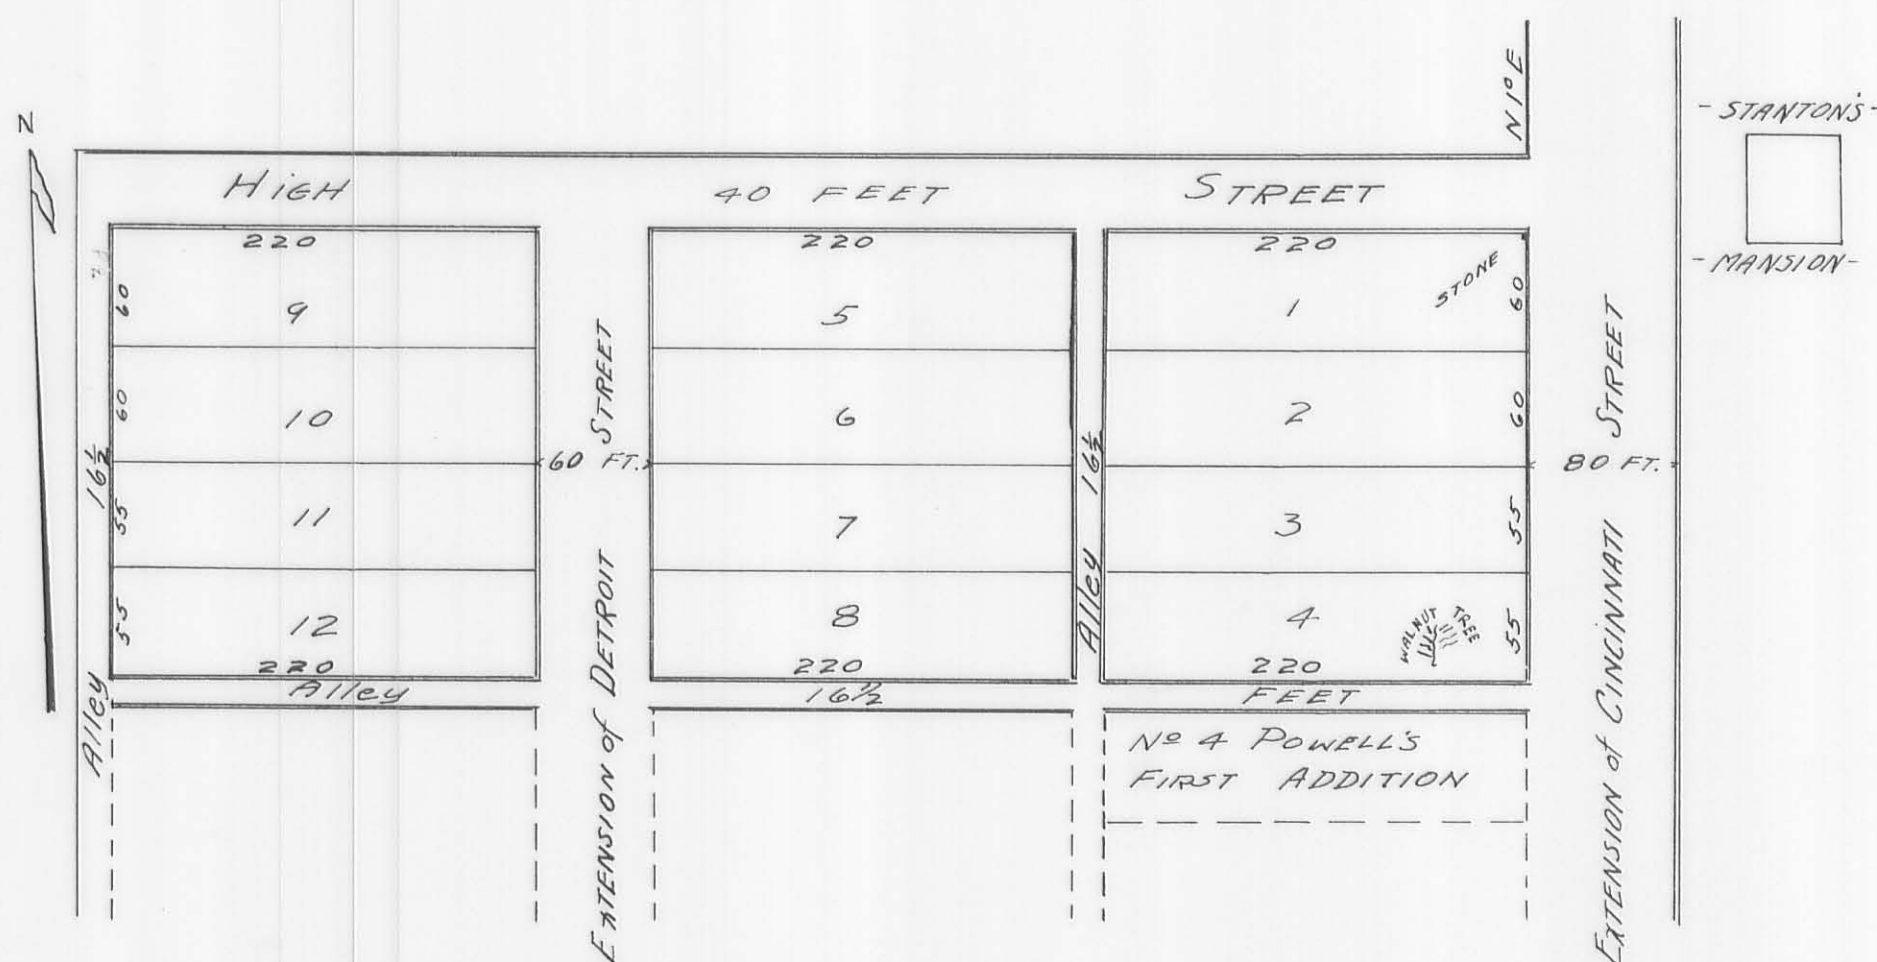 N
N 1° E
- STANTON'S -
- MANSION -
HIGH 40 FEET STREET
220 220 220
STONE
60 9 5 1 60
60 10 6 2 60
16½ 60 FT. STREET Alley 16½ 80 FT. STREET
55 11 7 3 55
55 12 8 4 WALNUT TREE 55
220 220 220
Alley 16½ FEET
Alley
EXTENSION of DETROIT
EXTENSION of CINCINNATI
Nº 4 POWELL'S
FIRST ADDITION